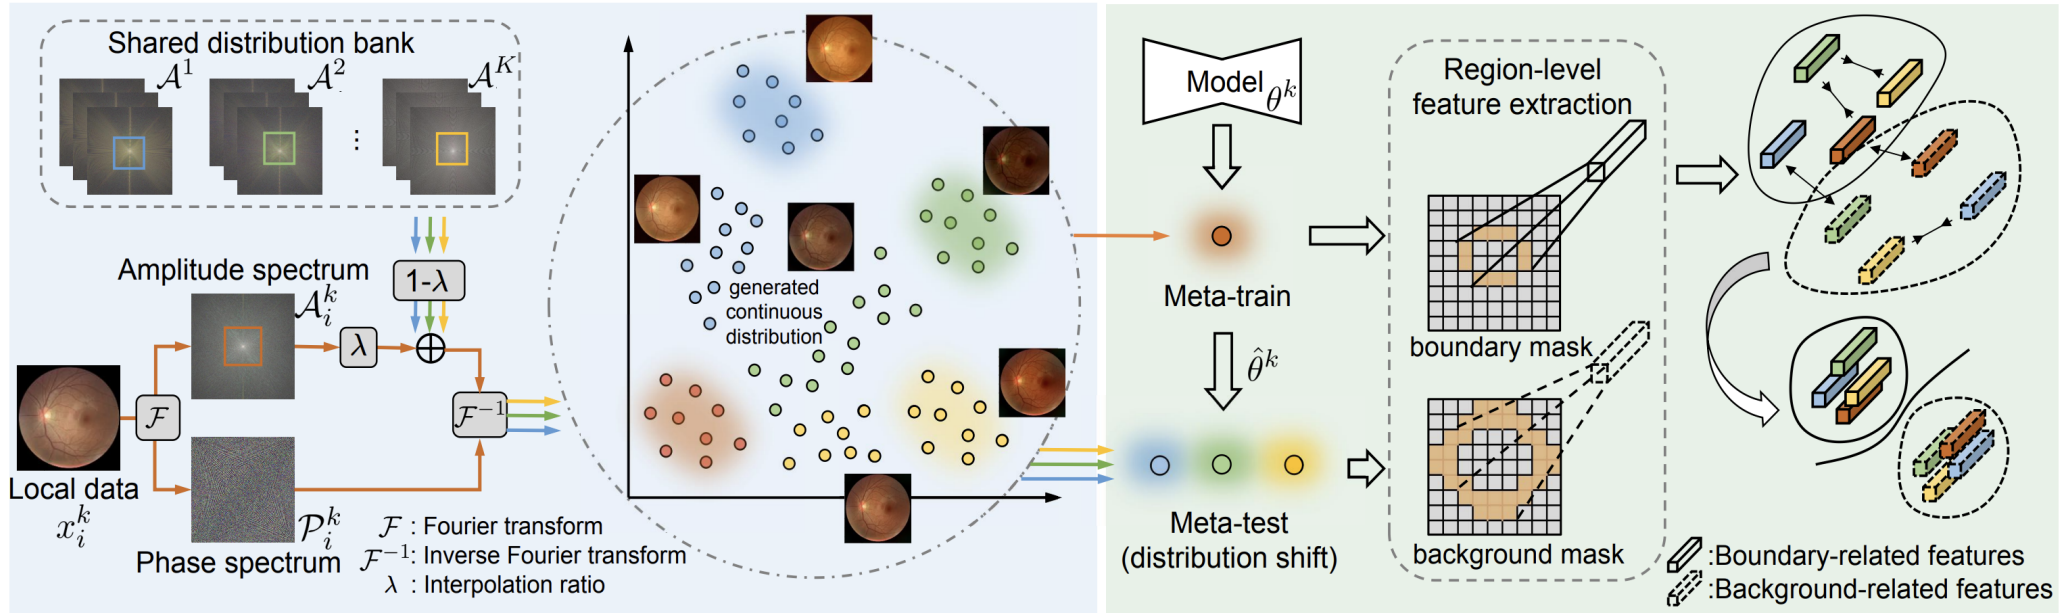 Shared distribution bank
𝒜¹
𝒜²
⋮
𝒜ᴷ
1-λ
Amplitude spectrum
𝒜ᵢᵏ
λ
ℱ
ℱ⁻¹
Local data
xᵢᵏ
𝒫ᵢᵏ
Phase spectrum
ℱ : Fourier transform
ℱ⁻¹: Inverse Fourier transform
λ : Interpolation ratio
generated
continuous
distribution
Model θᵏ
Meta-train
θ̂ᵏ
Meta-test
(distribution shift)
Region-level
feature extraction
boundary mask
background mask
:Boundary-related features
:Background-related features